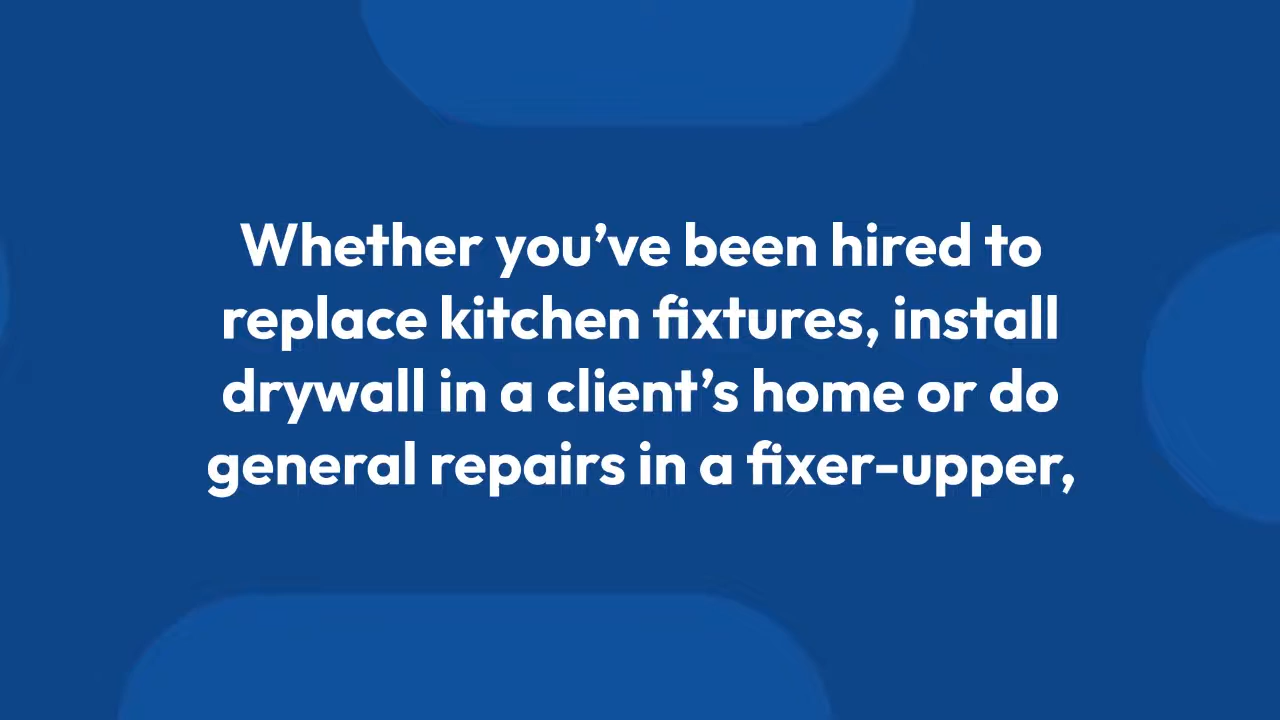 Whether you’ve been hired to
replace kitchen fixtures, install
drywall in a client’s home or do
general repairs in a fixer-upper,